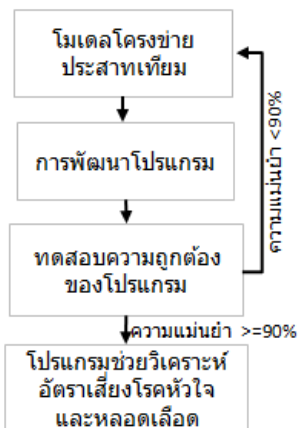 โมเดลโครงข่าย
ประสาทเทียม
ความแม่นยำ <90%
การพัฒนาโปรแกรม
ทดสอบความถูกต้อง
ของโปรแกรม
ความแม่นยำ >=90%
โปรแกรมช่วยวิเคราะห์
อัตราเสี่ยงโรคหัวใจ
และหลอดเลือด